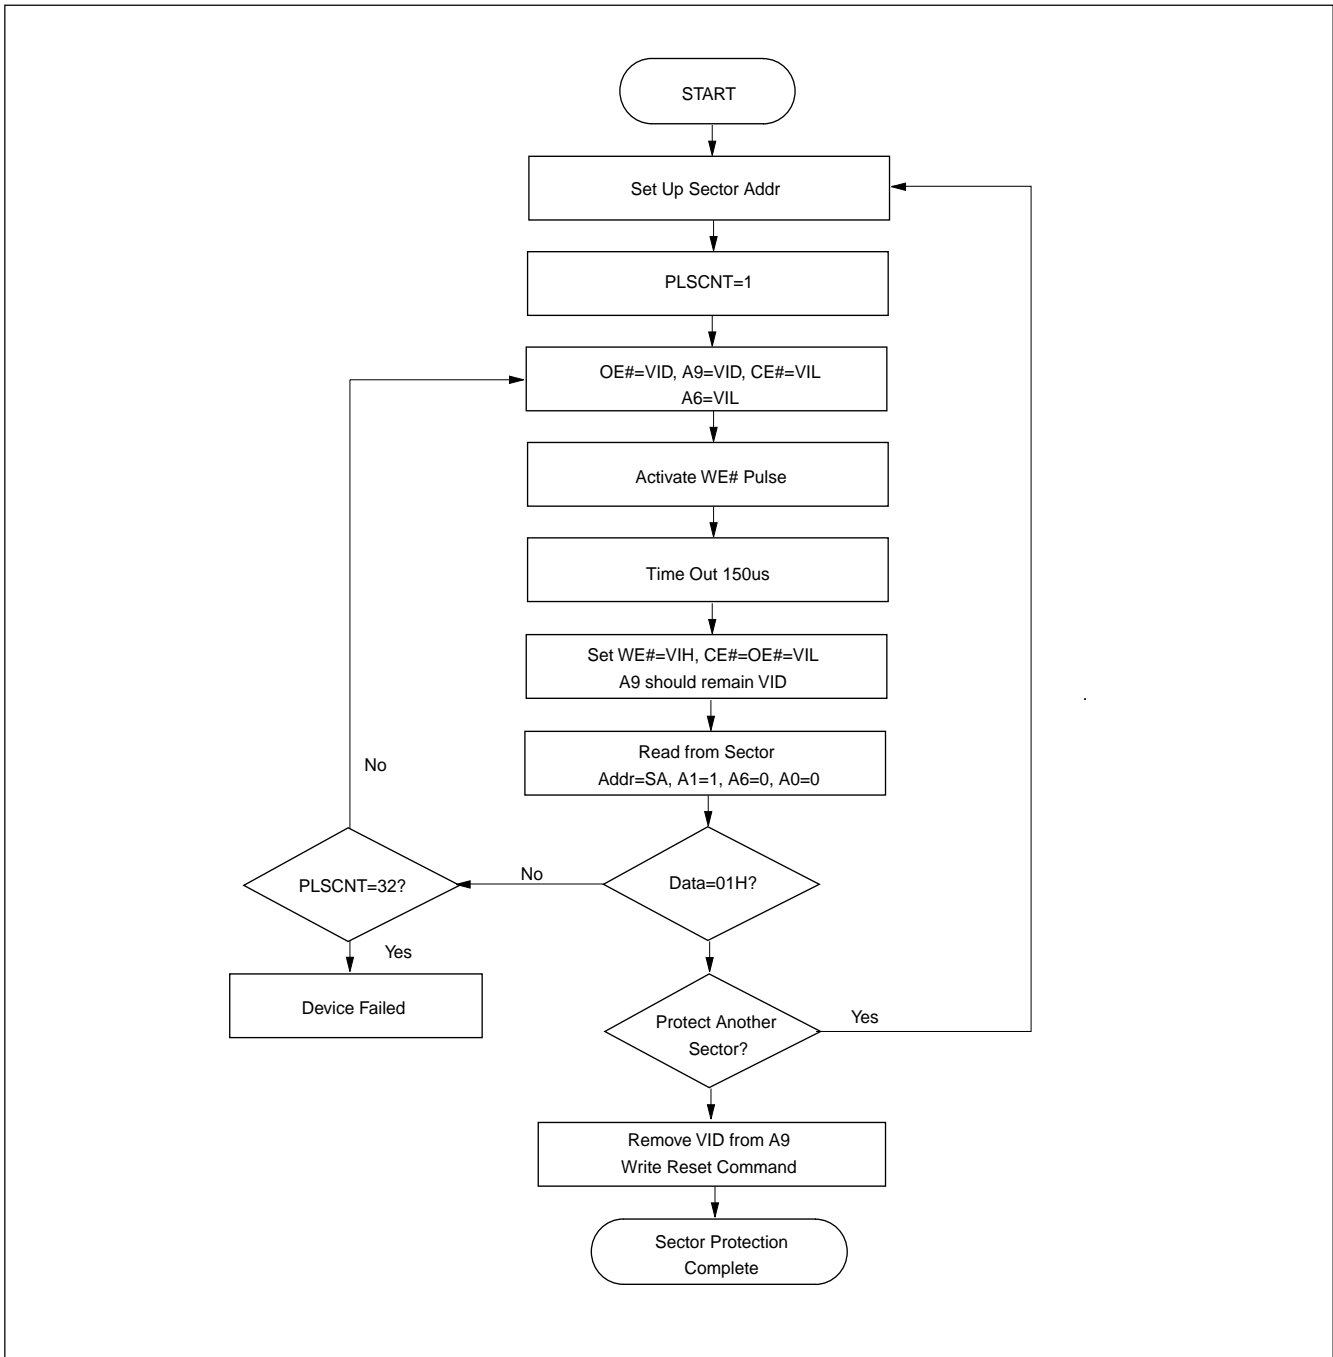 START
Set Up Sector Addr
PLSCNT=1
OE#=VID, A9=VID, CE#=VIL
A6=VIL
Activate WE# Pulse
Time Out 150us
Set WE#=VIH, CE#=OE#=VIL
A9 should remain VID
.
Read from Sector
Addr=SA, A1=1, A6=0, A0=0
No
PLSCNT=32?
No
Data=01H?
Yes
Device Failed
Protect Another
Sector?
Yes
Remove VID from A9
Write Reset Command
Sector Protection
Complete